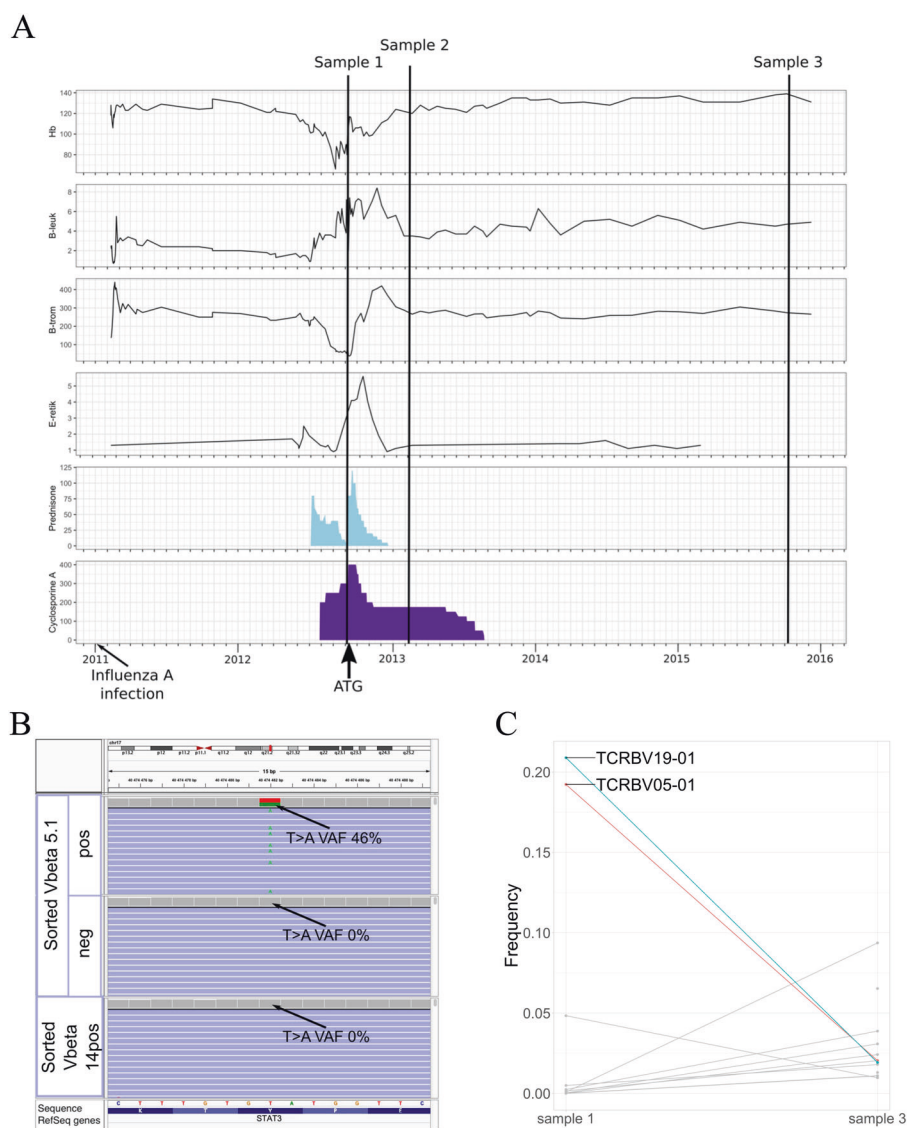 A
Sample 1
Sample 2
Sample 3
Hb
140
120
100
80
B-leuk
8
6
4
2
B-trom
400
300
200
100
E-retik
5
4
3
2
1
Prednisone
125
100
75
50
25
0
Cyclosporine A
400
300
200
100
0
2011
2012
2013
2014
2015
2016
Influenza A
infection
ATG
B
chr17
p13.2
p12
p11.2
p11.1
q11.2
q12
q21.2
q21.32
q22
q23.2
q24.3
q25.2
15 bp
Sorted Vbeta 5.1
pos
T>A VAF 46%
neg
T>A VAF 0%
Sorted
Vbeta
14pos
T>A VAF 0%
Sequence
C T T T G T G T A T G G T T C
RefSeq genes
K T Y P F
STAT3
C
Frequency
0.20
0.15
0.10
0.05
0.00
TCRBV19-01
TCRBV05-01
sample 1
sample 3